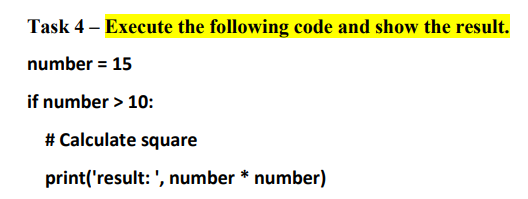 Task 4 – Execute the following code and show the result.
number = 15
if number > 10:
# Calculate square
print('result: ', number * number)